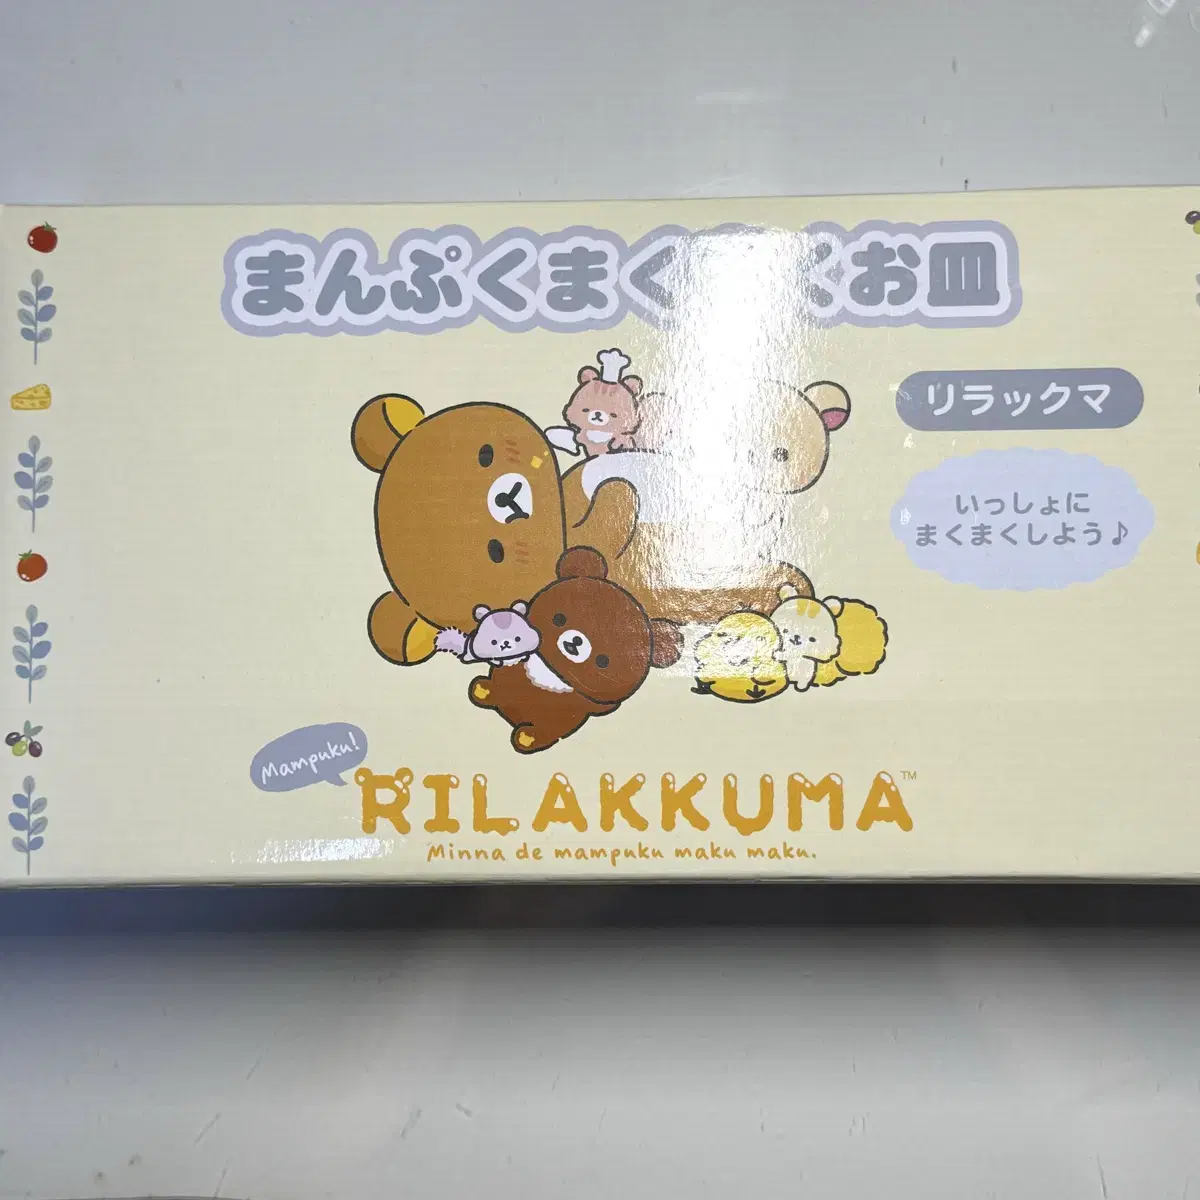 まんぷくまく くお皿
リラックマ
いっしょに
まくまくしよう♪
Mampuku!
RILAKKUMA™
Minna de mampuku maku maku.